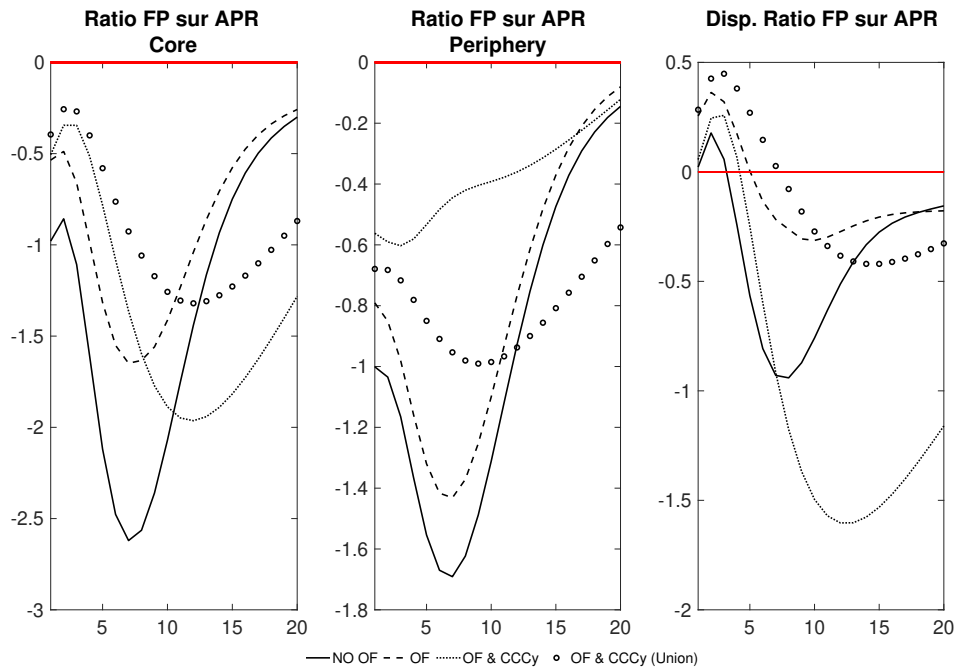 Ratio FP sur APR
Core
Ratio FP sur APR
Periphery
Disp. Ratio FP sur APR
0
-0.5
-1
-1.5
-2
-2.5
-3
5 10 15 20
0
-0.2
-0.4
-0.6
-0.8
-1
-1.2
-1.4
-1.6
-1.8
5 10 15 20
0.5
0
-0.5
-1
-1.5
-2
5 10 15 20
NO OF OF OF & CCCy OF & CCCy (Union)